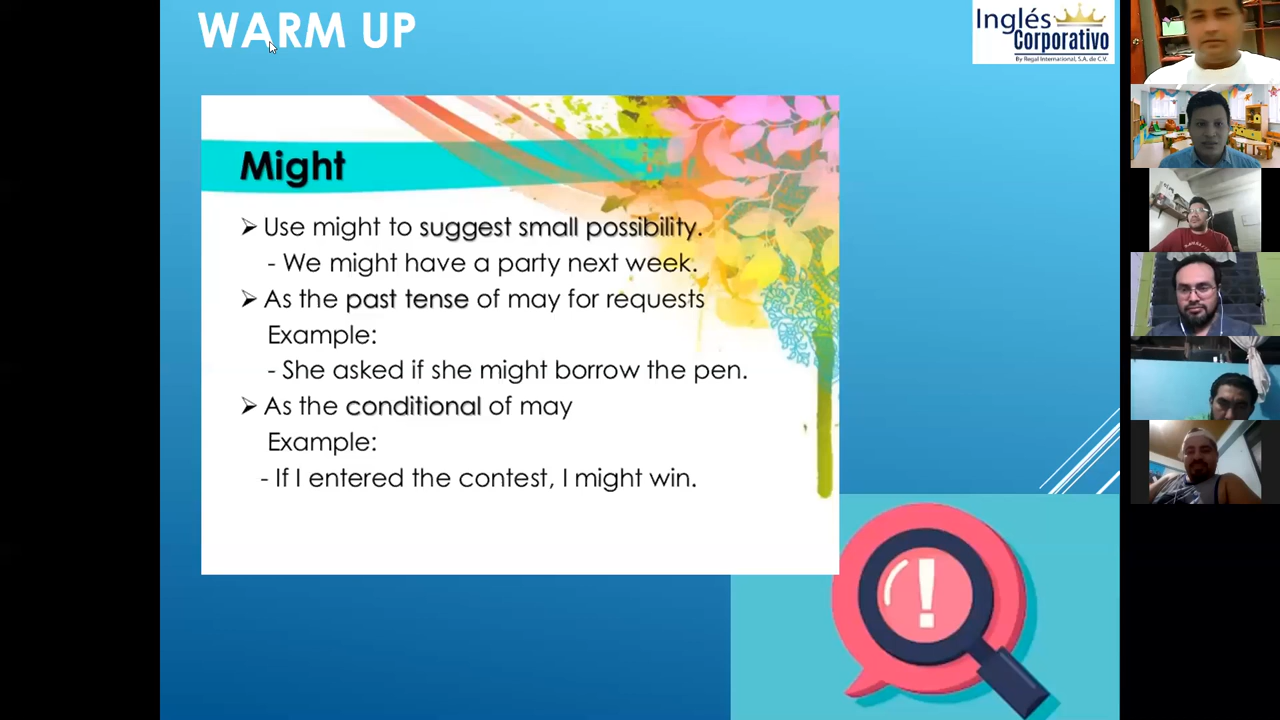 WARM UP
Inglés
Corporativo
By Regal International, S.A. de C.V.
Might
➢ Use might to suggest small possibility.
- We might have a party next week.
➢ As the past tense of may for requests
Example:
- She asked if she might borrow the pen.
➢ As the conditional of may
Example:
- If I entered the contest, I might win.
!